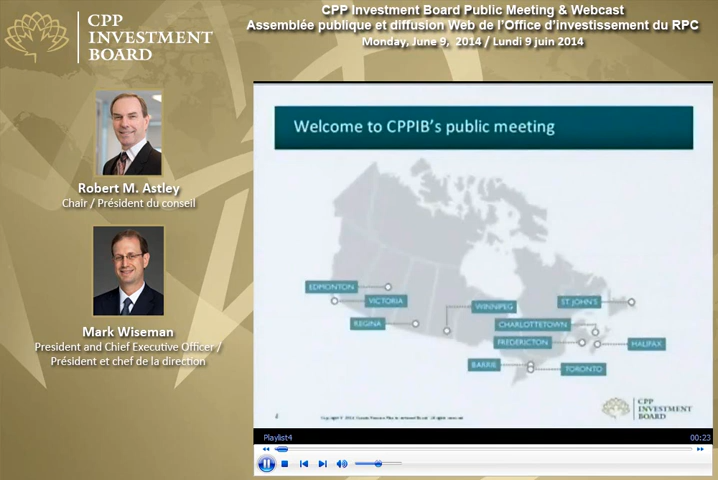 CPP
INVESTMENT
BOARD
CPP Investment Board Public Meeting & Webcast
Assemblée publique et diffusion Web de l'Office d'investissement du RPC
Monday, June 9, 2014 / Lundi 9 juin 2014
Robert M. Astley
Chair / Président du conseil
Mark Wiseman
President and Chief Executive Officer /
Président et chef de la direction
Welcome to CPPIB's public meeting
EDMONTON
VICTORIA
WINNIPEG
ST JOHN'S
REGINA
CHARLOTTETOWN
FREDERICTON
HALIFAX
BARRIE
TORONTO
CPP
INVESTMENT
BOARD
Playlist4
00:23